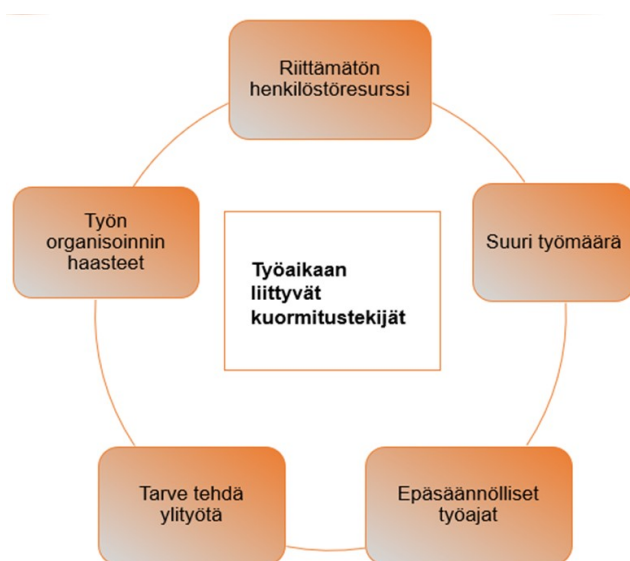 Riittämätön
henkilöstöresurssi
Suuri työmäärä
Epäsäännölliset
työajat
Tarve tehdä
ylityötä
Työn
organisoinnin
haasteet
Työaikaan
liittyvät
kuormitustekijät